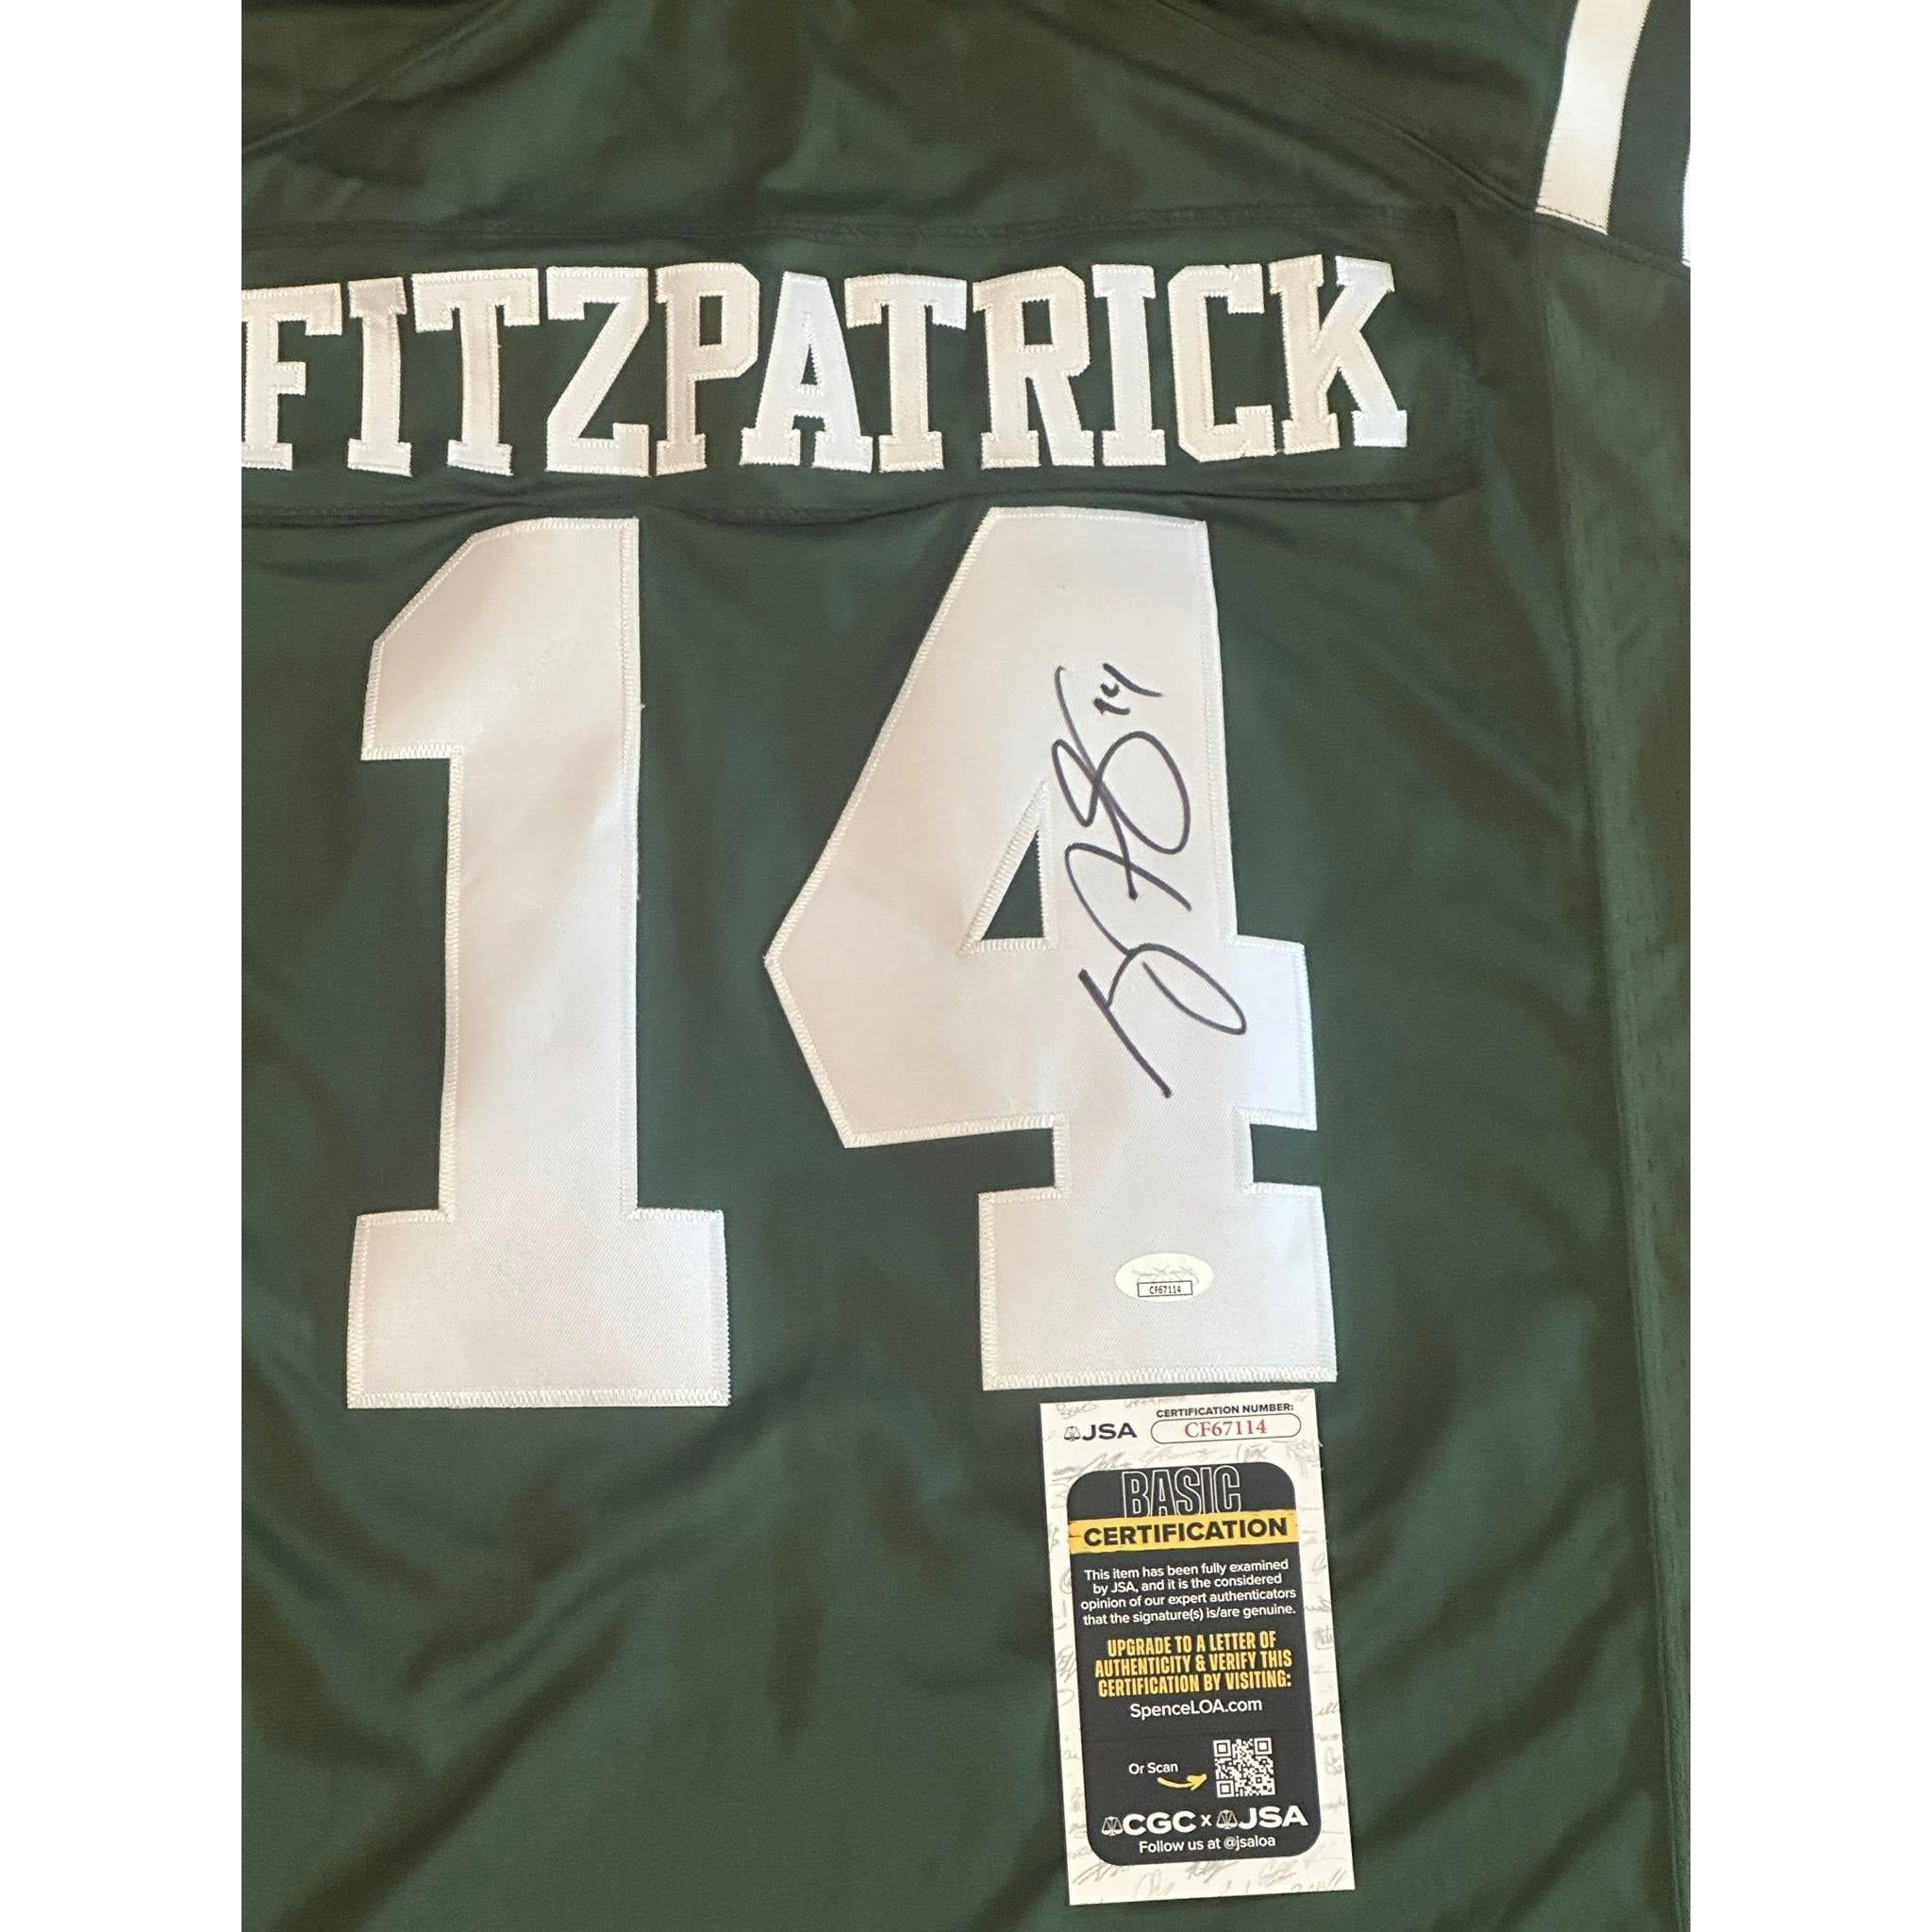 FITZPATRICK
14
14
CF67114
JSA
CERTIFICATION NUMBER:
CF67114
BASIC
CERTIFICATION
This item has been fully examined
by JSA, and it is the considered
opinion of our expert authenticators
that the signature(s) is/are genuine.
UPGRADE TO A LETTER OF
AUTHENTICITY & VERIFY THIS
CERTIFICATION BY VISITING:
SpenceLOA.com
Or Scan
CGC x JSA
Follow us at @jsaloa